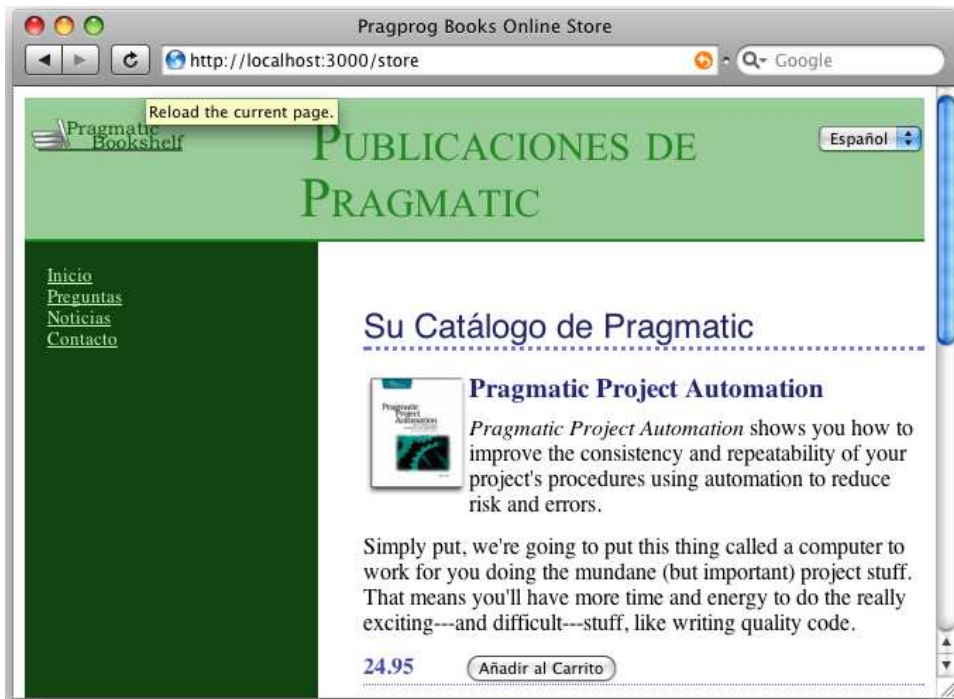 Pragprog Books Online Store
http://localhost:3000/store
Google
Reload the current page.
Pragmatic
Bookshelf
PUBLICACIONES DE
PRAGMATIC
Español
Inicio
Preguntas
Noticias
Contacto
Su Catálogo de Pragmatic
Pragmatic
Project
Automation
Pragmatic Project Automation
Pragmatic Project Automation shows you how to
improve the consistency and repeatability of your
project's procedures using automation to reduce
risk and errors.
Simply put, we're going to put this thing called a computer to
work for you doing the mundane (but important) project stuff.
That means you'll have more time and energy to do the really
exciting---and difficult---stuff, like writing quality code.
24.95
Añadir al Carrito